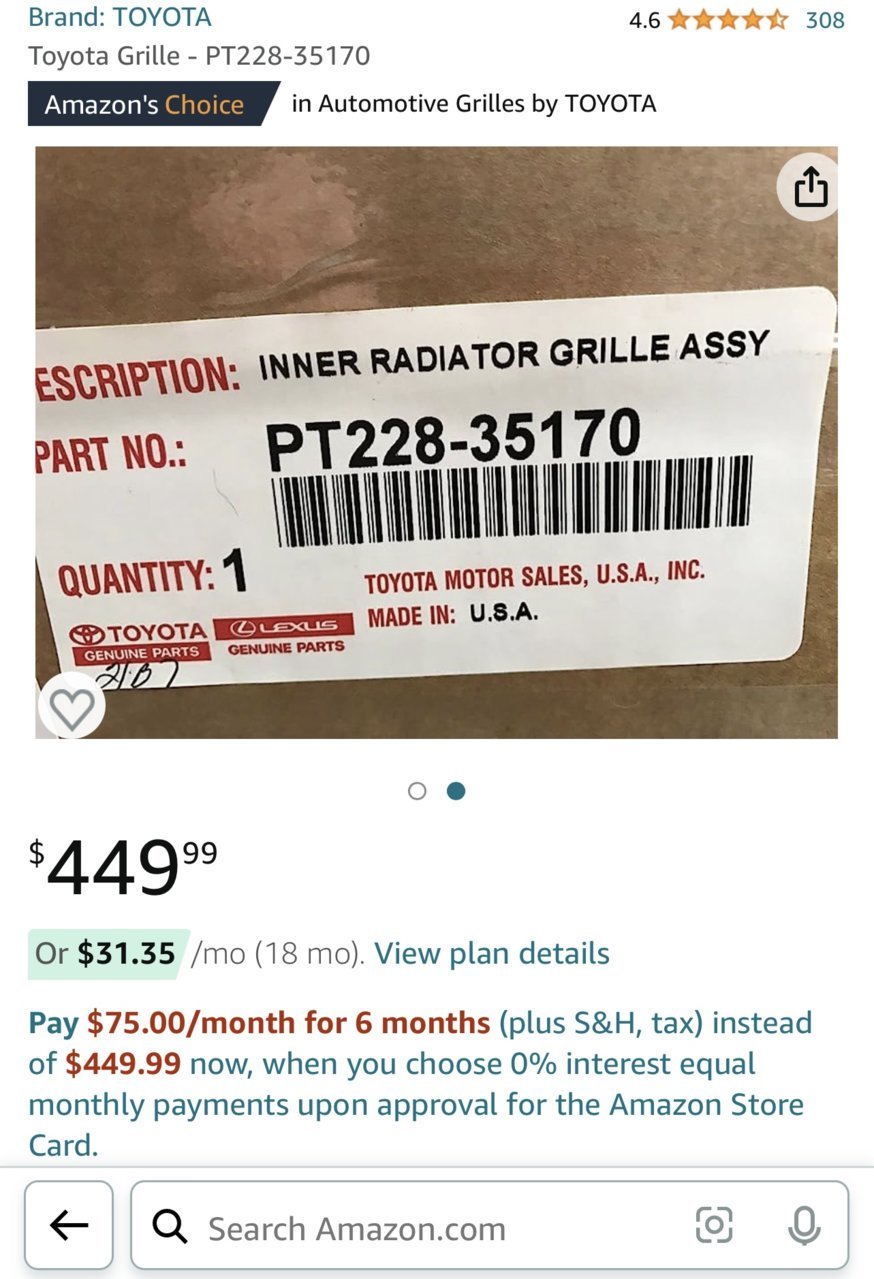 Brand: TOYOTA 4.6 308
Toyota Grille - PT228-35170
Amazon's Choice in Automotive Grilles by TOYOTA
ESCRIPTION: INNER RADIATOR GRILLE ASSY
PART NO.: PT228-35170
QUANTITY: 1
TOYOTA MOTOR SALES, U.S.A., INC.
MADE IN: U.S.A.
TOYOTA LEXUS
GENUINE PARTS GENUINE PARTS
$449.99
Or $31.35 /mo (18 mo). View plan details
Pay $75.00/month for 6 months (plus S&H, tax) instead
of $449.99 now, when you choose 0% interest equal
monthly payments upon approval for the Amazon Store
Card.
Search Amazon.com